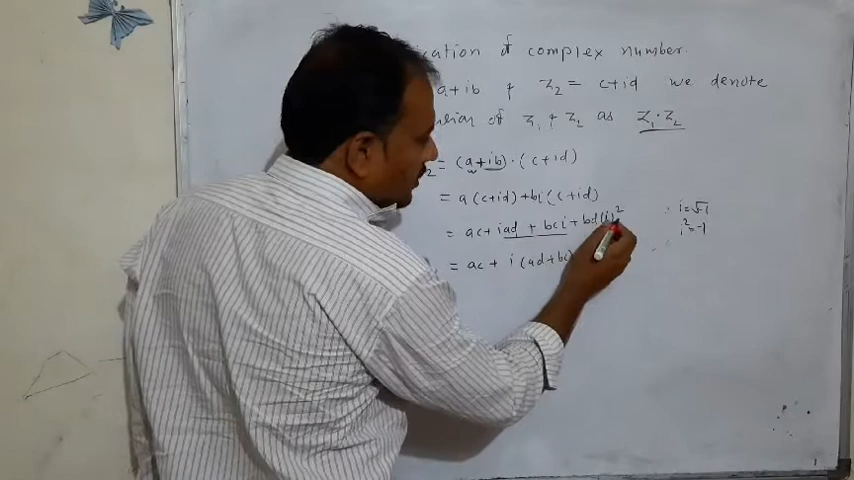 of complex number.
a+ib & Z₂ = c+id we denote
of Z₁ & Z₂ as Z₁·Z₂
= (a+ib)·(c+id)
= a(c+id)+bi(c+id)
= ac+iad + bci+bd(i)² ∵ i=√-1
i²=-1
= ac + i(ad+bc)